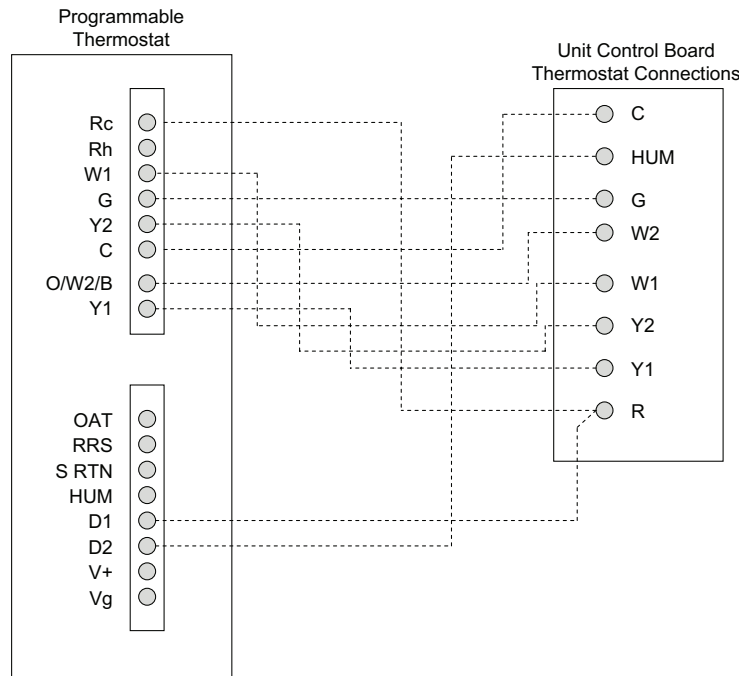 Programmable
Thermostat
Rc
Rh
W1
G
Y2
C
O/W2/B
Y1
OAT
RRS
S RTN
HUM
D1
D2
V+
Vg
Unit Control Board
Thermostat Connections
C
HUM
G
W2
W1
Y2
Y1
R